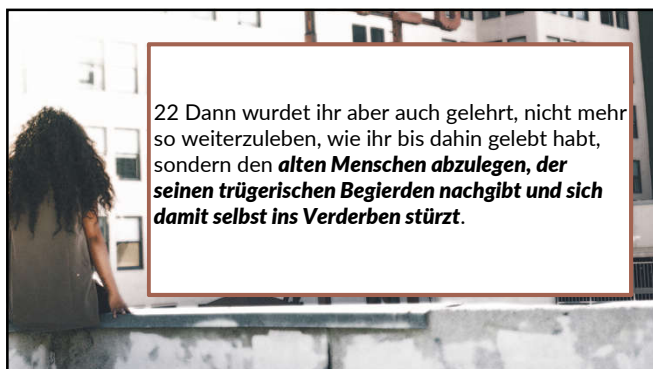 22 Dann wurdet ihr aber auch gelehrt, nicht mehr
so weiterzuleben, wie ihr bis dahin gelebt habt,
sondern den alten Menschen abzulegen, der
seinen trügerischen Begierden nachgibt und sich
damit selbst ins Verderben stürzt.